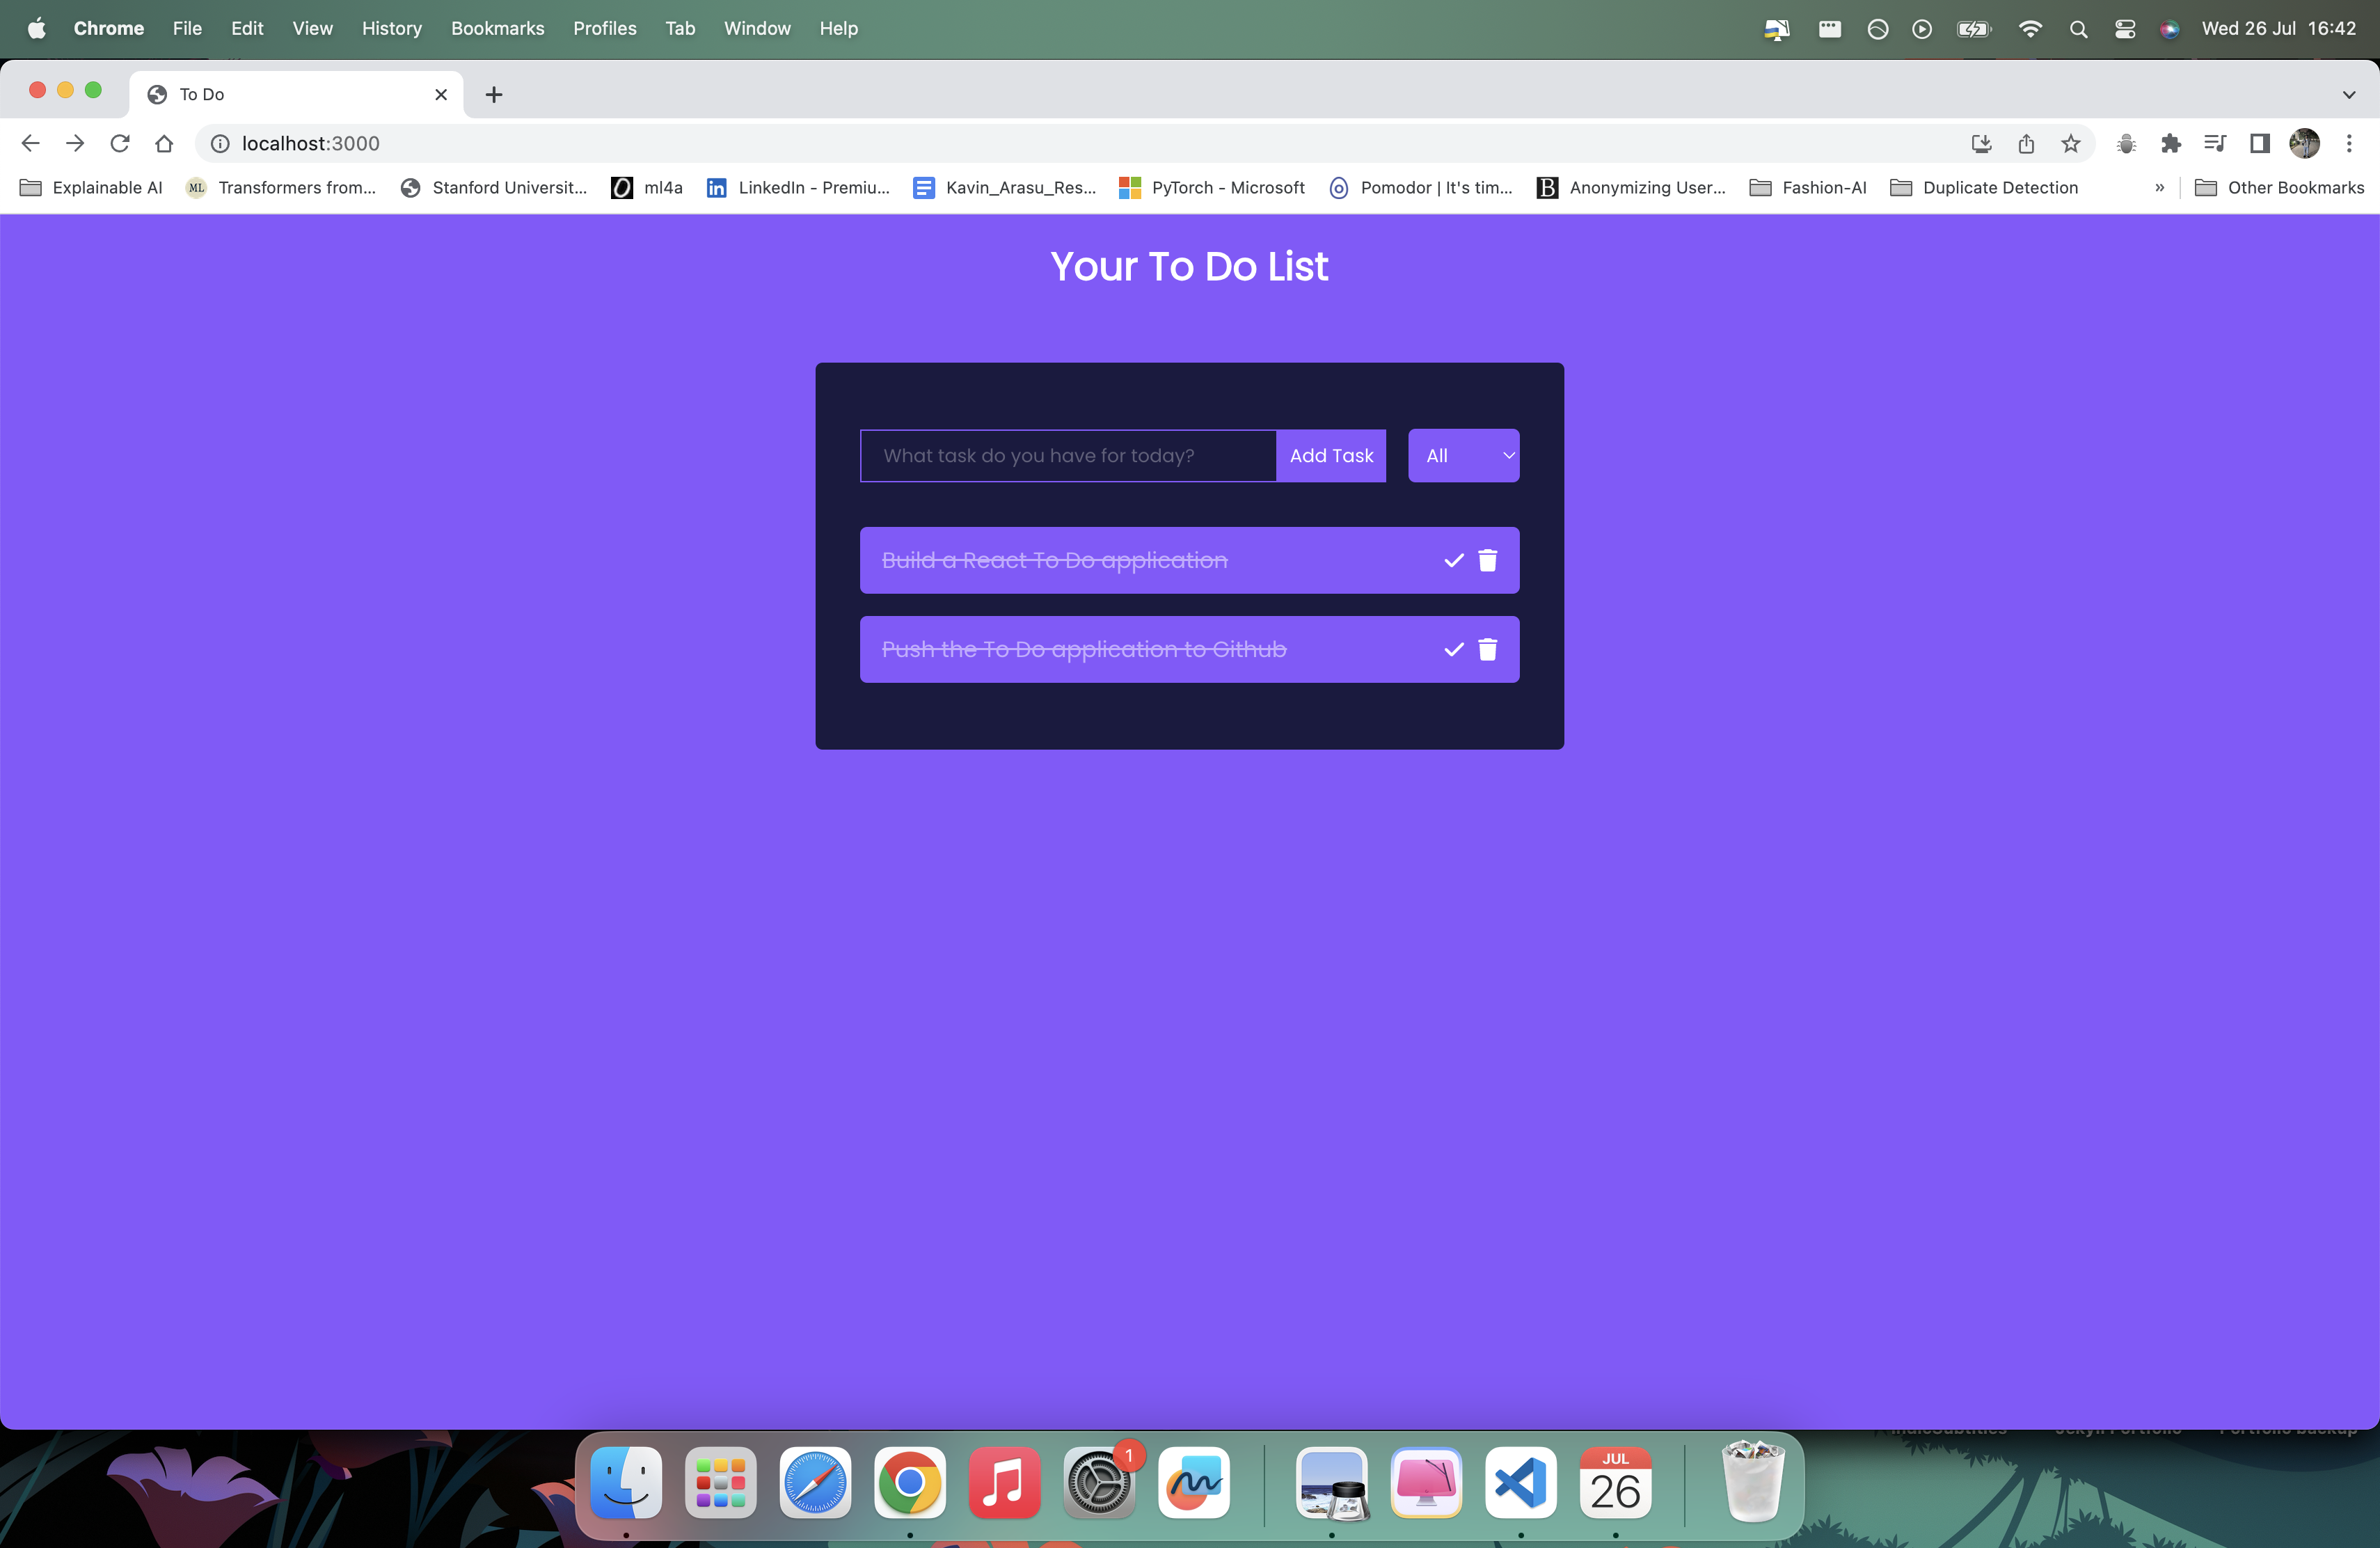 Chrome File Edit View History Bookmarks Profiles Tab Window Help Wed 26 Jul 16:42
To Do
localhost:3000
Explainable AI ML Transformers from... Stanford Universit... ml4a in LinkedIn - Premiu... Kavin_Arasu_Res... PyTorch - Microsoft Pomodor | It's tim... B Anonymizing User... Fashion-AI Duplicate Detection » Other Bookmarks
Your To Do List
What task do you have for today? Add Task All
Build a React To Do application
Push the To Do application to Github
1
JUL
26